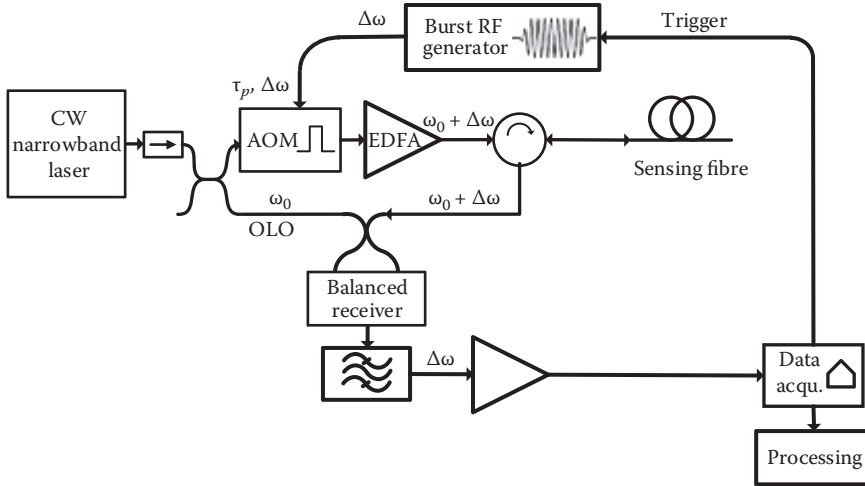 Δω
Burst RF
generator
Trigger
τp, Δω
CW
narrowband
laser
AOM
EDFA
ω0 + Δω
Sensing fibre
ω0
OLO
ω0 + Δω
Balanced
receiver
Δω
Data
acqu.
Processing